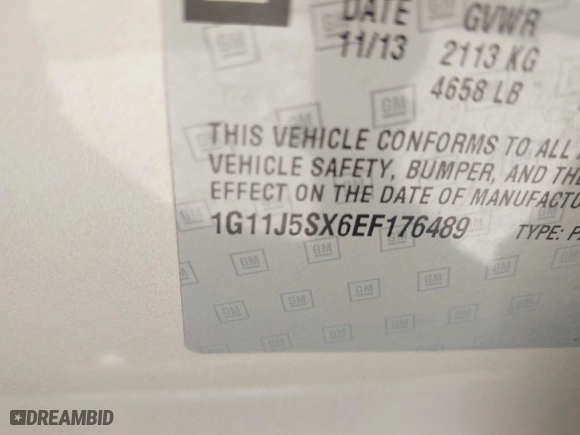 DATE GVWR
11/13 2113 KG
4658 LB
THIS VEHICLE CONFORMS TO ALL
VEHICLE SAFETY, BUMPER, AND THE
EFFECT ON THE DATE OF MANUFACTU
1G11J5SX6EF176489 TYPE: P
GM
DREAMBID